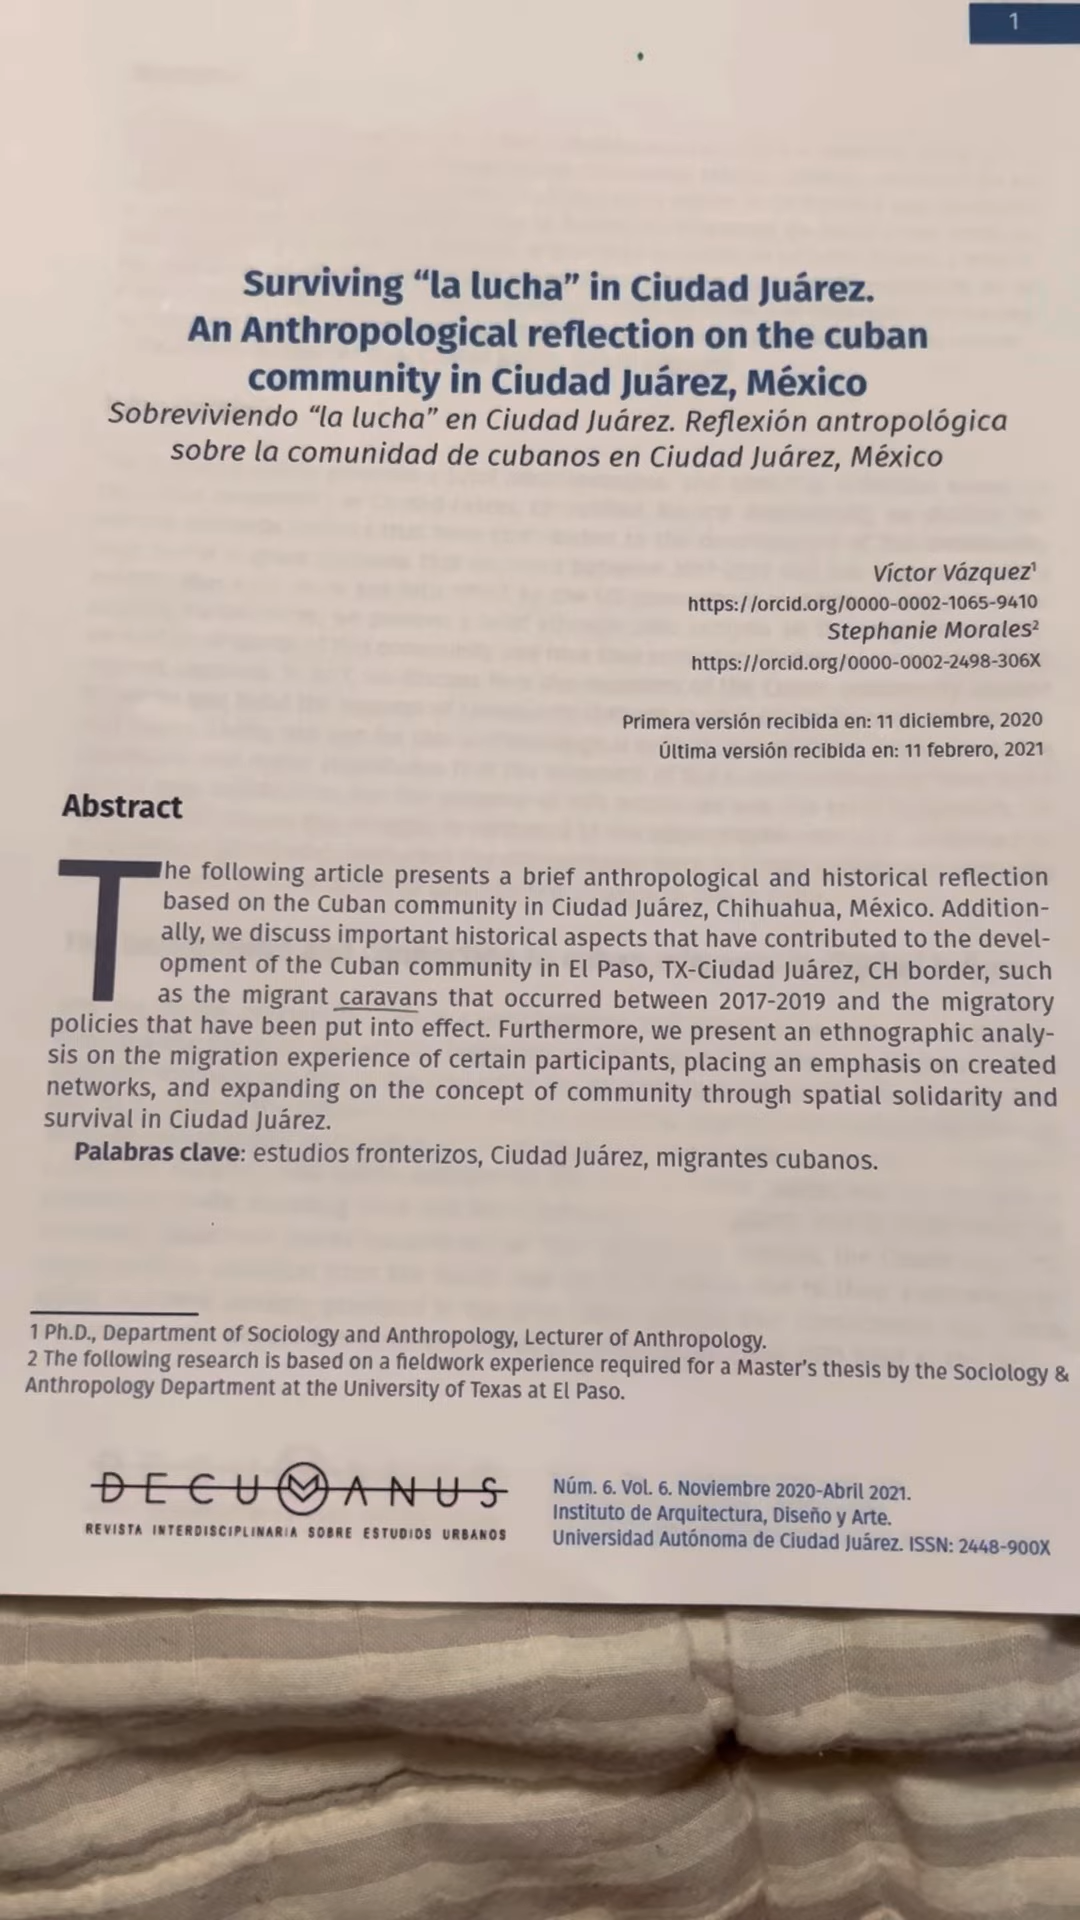 1
Surviving “la lucha” in Ciudad Juárez.
An Anthropological reflection on the cuban
community in Ciudad Juárez, México
Sobreviviendo “la lucha” en Ciudad Juárez. Reflexión antropológica
sobre la comunidad de cubanos en Ciudad Juárez, México
Víctor Vázquez¹
https://orcid.org/0000-0002-1065-9410
Stephanie Morales²
https://orcid.org/0000-0002-2498-306X
Primera versión recibida en: 11 diciembre, 2020
Última versión recibida en: 11 febrero, 2021
Abstract
The following article presents a brief anthropological and historical reflection
based on the Cuban community in Ciudad Juárez, Chihuahua, México. Addition-
ally, we discuss important historical aspects that have contributed to the devel-
opment of the Cuban community in El Paso, TX-Ciudad Juárez, CH border, such
as the migrant caravans that occurred between 2017-2019 and the migratory
policies that have been put into effect. Furthermore, we present an ethnographic analy-
sis on the migration experience of certain participants, placing an emphasis on created
networks, and expanding on the concept of community through spatial solidarity and
survival in Ciudad Juárez.
Palabras clave: estudios fronterizos, Ciudad Juárez, migrantes cubanos.
1 Ph.D., Department of Sociology and Anthropology, Lecturer of Anthropology.
2 The following research is based on a fieldwork experience required for a Master’s thesis by the Sociology &
Anthropology Department at the University of Texas at El Paso.
DECUMANUS
REVISTA INTERDISCIPLINARIA SOBRE ESTUDIOS URBANOS
Núm. 6. Vol. 6. Noviembre 2020-Abril 2021.
Instituto de Arquitectura, Diseño y Arte.
Universidad Autónoma de Ciudad Juárez. ISSN: 2448-900X